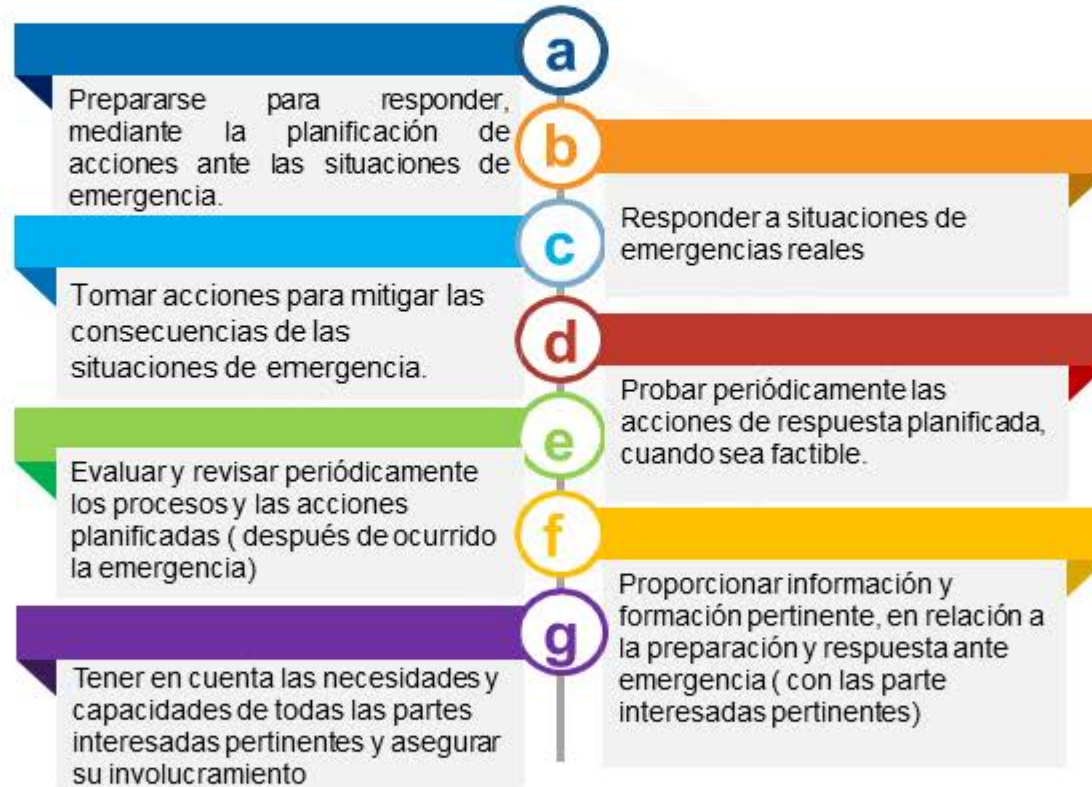 a
Prepararse para responder,
mediante la planificación de
acciones ante las situaciones de
emergencia.
b
Responder a situaciones de
emergencias reales
c
Tomar acciones para mitigar las
consecuencias de las
situaciones de emergencia.
d
Probar periódicamente las
acciones de respuesta planificada,
cuando sea factible.
e
Evaluar y revisar periódicamente
los procesos y las acciones
planificadas ( después de ocurrido
la emergencia)
f
Proporcionar información y
formación pertinente, en relación a
la preparación y respuesta ante
emergencia ( con las parte
interesadas pertinentes)
g
Tener en cuenta las necesidades y
capacidades de todas las partes
interesadas pertinentes y asegurar
su involucramiento